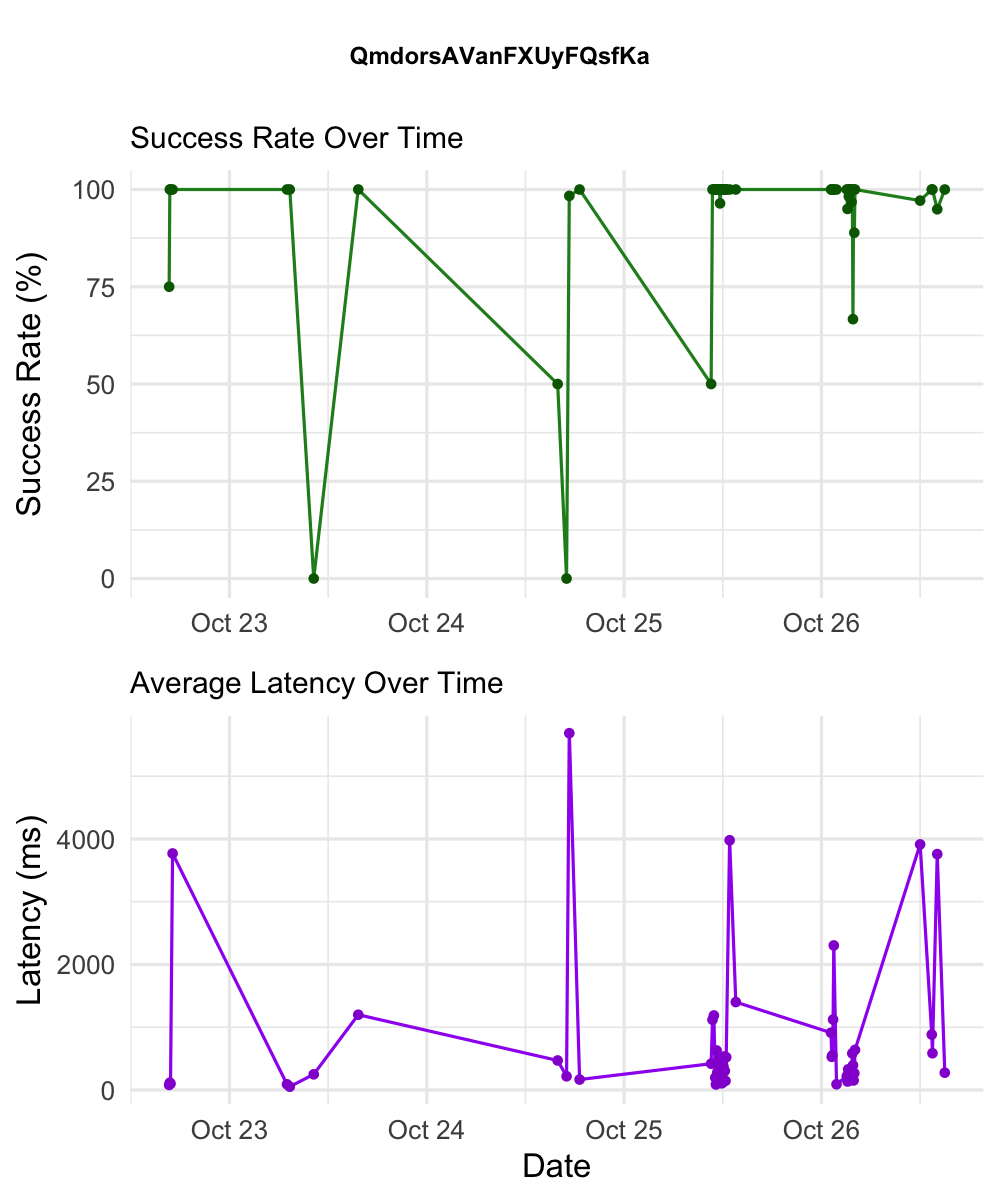 QmdorsAVanFXUyFQsfKa
Success Rate Over Time
Success Rate (%)
100
75
50
25
0
Oct 23 Oct 24 Oct 25 Oct 26
Average Latency Over Time
Latency (ms)
4000
2000
0
Oct 23 Oct 24 Oct 25 Oct 26
Date